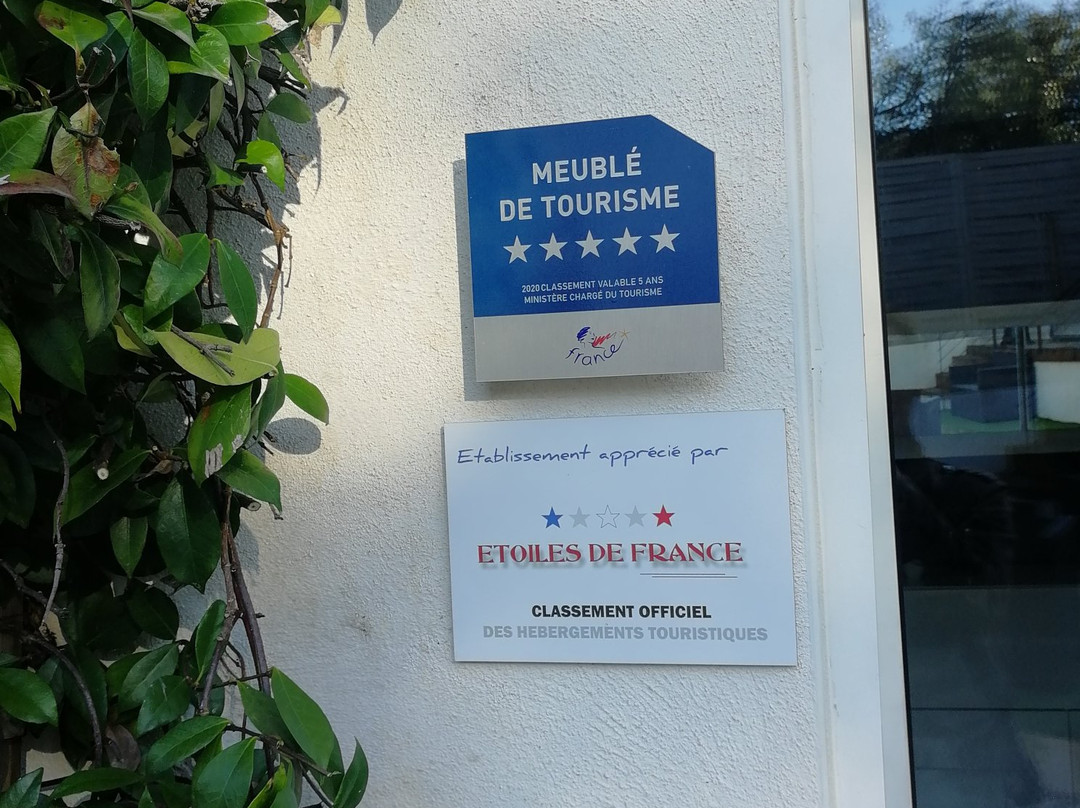 MEUBLÉ
DE TOURISME
2020 CLASSEMENT VALABLE 5 ANS
MINISTÈRE CHARGÉ DU TOURISME
france
Etablissement apprécié par
ETOILES DE FRANCE
CLASSEMENT OFFICIEL
DES HEBERGEMENTS TOURISTIQUES